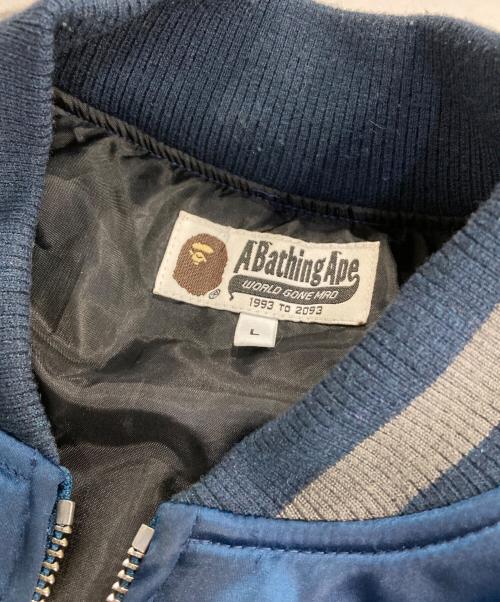 A Bathing Ape
WORLD GONE MAD
1993 TO 2093
®
L